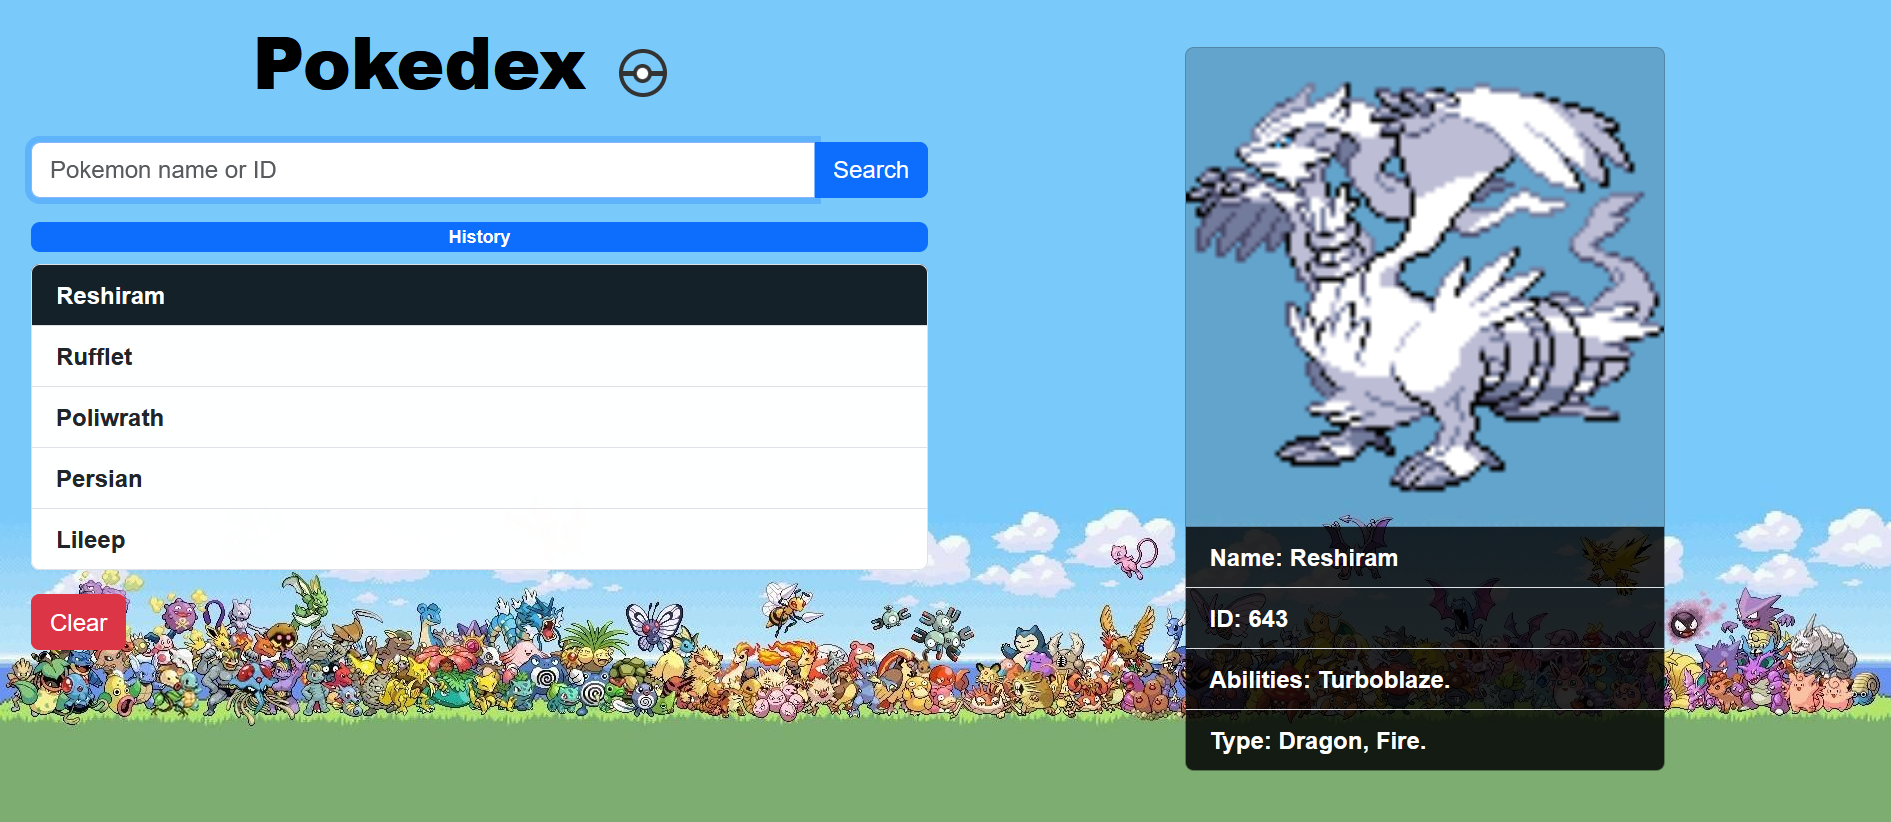 Pokedex
Pokemon name or ID
Search
History
Reshiram
Rufflet
Poliwrath
Persian
Lileep
Clear
Name: Reshiram
ID: 643
Abilities: Turboblaze.
Type: Dragon, Fire.